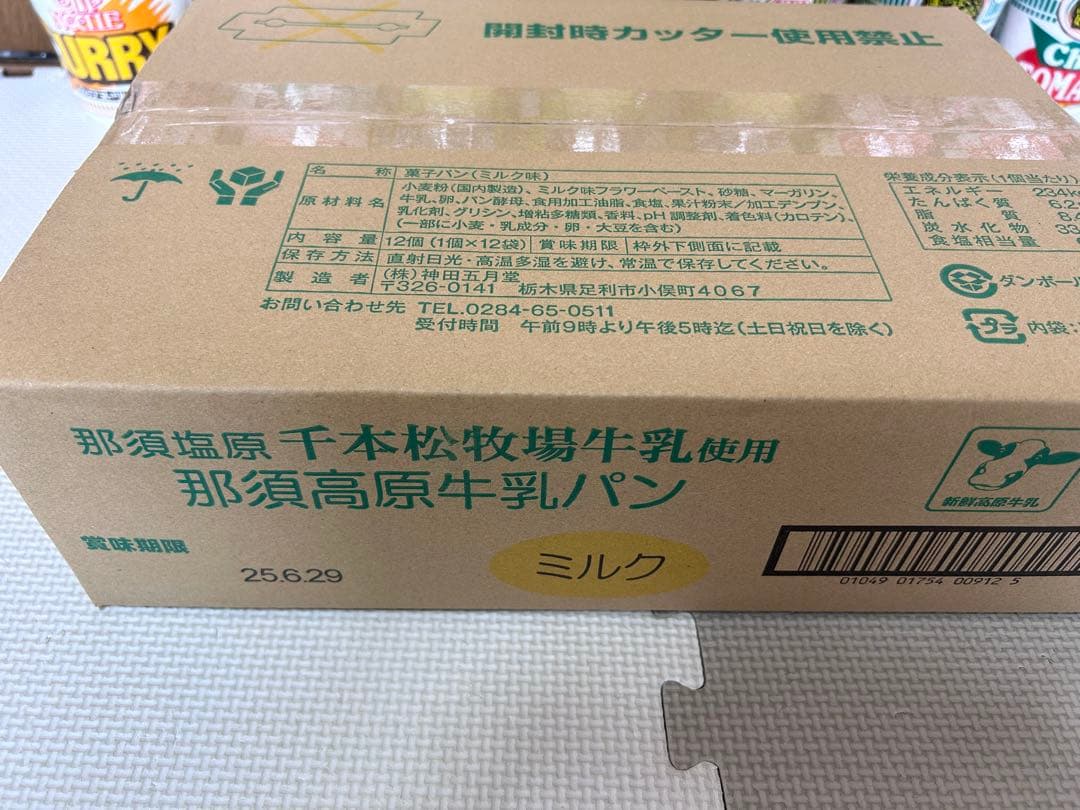 CUP NOODLE
CURRY
開封時カッター使用禁止
名称 菓子パン(ミルク味)
原材料名 小麦粉(国内製造)、ミルク味フラワーペースト、砂糖、マーガリン、
牛乳、卵、パン酵母、食用加工油脂、食塩、果汁粉末/加工デンプン、
乳化剤、グリシン、増粘多糖類、香料、pH調整剤、着色料(カロテン)、
(一部に小麦・乳成分・卵・大豆を含む)
内容量 12個(1個×12袋) 賞味期限 枠外下側面に記載
保存方法 直射日光・高温多湿を避け、常温で保存してください。
製造者 (株)神田五月堂
〒326-0141 栃木県足利市小俣町4067
お問い合わせ先 TEL.0284-65-0511
受付時間 午前9時より午後5時迄(土日祝日を除く)
栄養成分表示(1個当たり)
エネルギー 234k
たんぱく質 6.2
脂質
炭水化物 33
食塩相当量
ダンボール
プラ 内袋:
那須塩原 千本松牧場牛乳使用
那須高原牛乳パン
新鮮高原牛乳
賞味期限
25.6.29
ミルク
01049 01754 00912 5